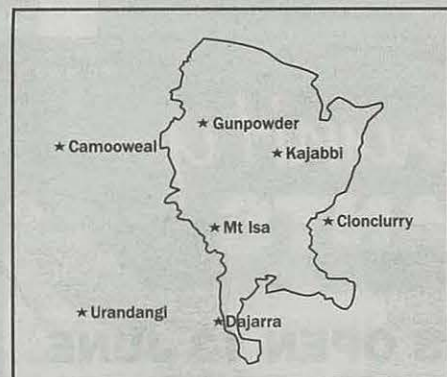 ★ Gunpowder
★ Camooweal
★ Kajabbi
★ Mt Isa
★ Clonclurry
★ Urandangi
★ Dajarra